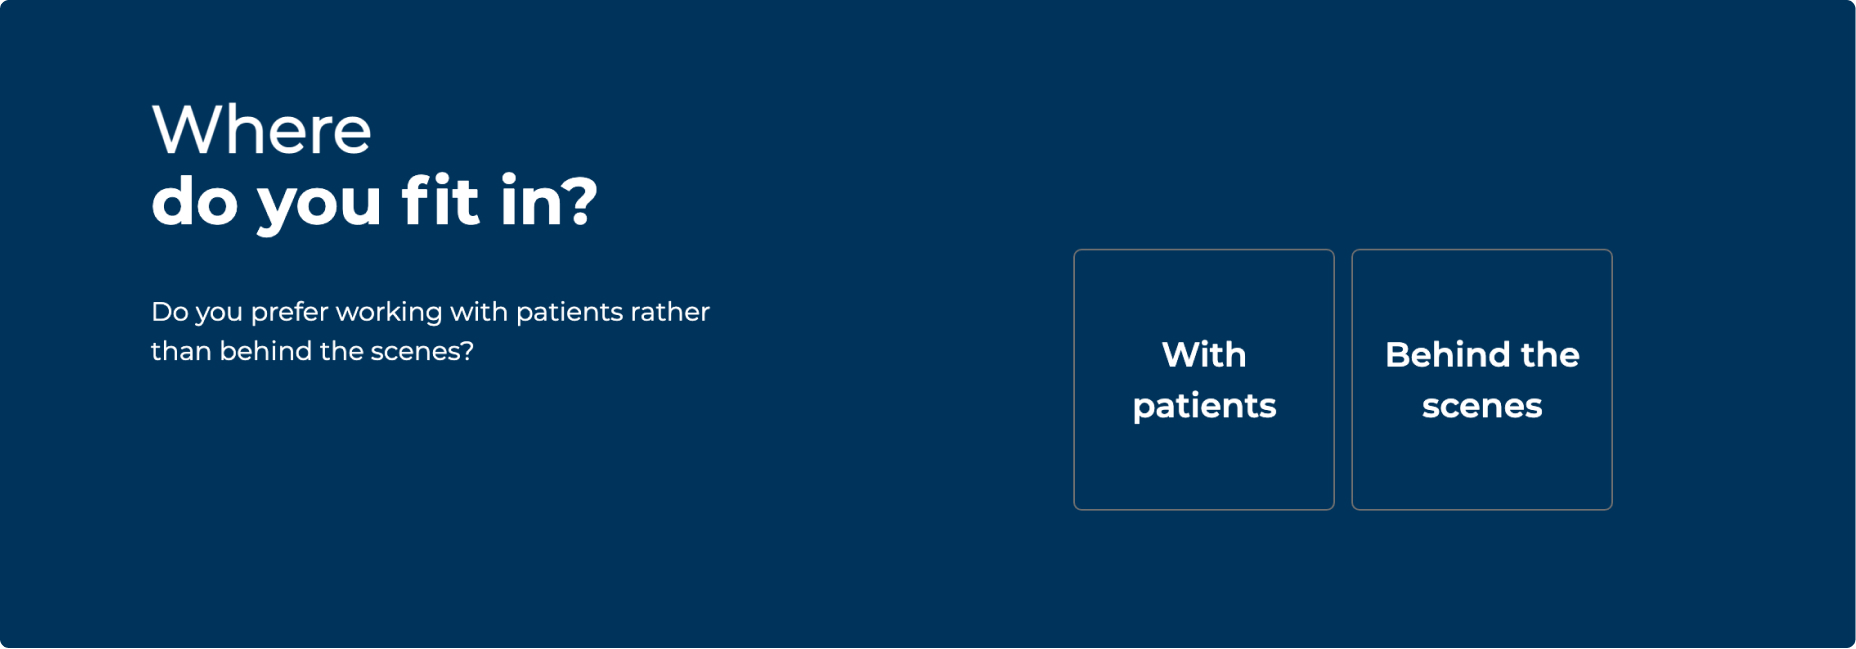 Where
do you fit in?
Do you prefer working with patients rather
than behind the scenes?
With
patients
Behind the
scenes